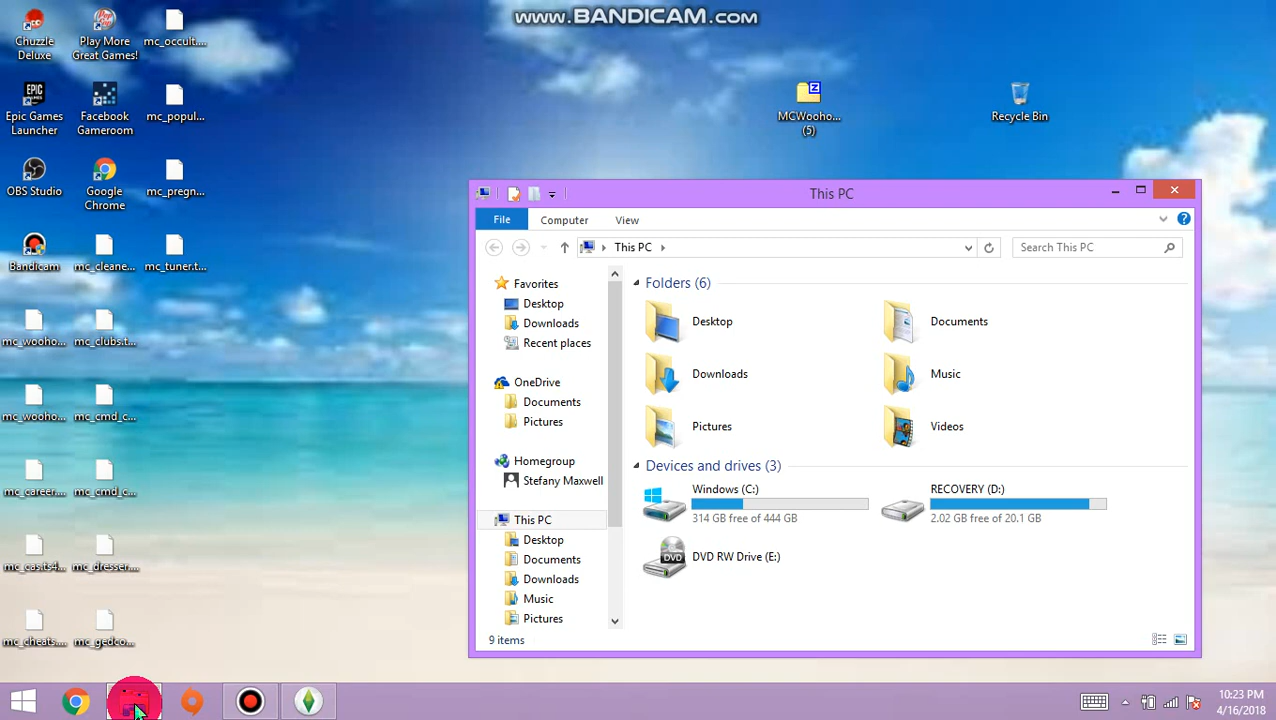 www.BANDICAM.com
Chuzzle Deluxe
Play More Great Games!
mc_occult....
Epic Games Launcher
Facebook Gameroom
mc_popul...
OBS Studio
Google Chrome
mc_pregn...
Bandicam
mc_cleane...
mc_tuner.t...
mc_wooho...
mc_clubs.t...
mc_wooho...
mc_cmd_c...
mc_career....
mc_cmd_c...
mc_cas.ts4...
mc_dresser....
mc_cheats....
mc_gedco...
MCWooho... (5)
Recycle Bin
This PC
File
Computer
View
This PC
Search This PC
Favorites
Desktop
Downloads
Recent places
OneDrive
Documents
Pictures
Homegroup
Stefany Maxwell
This PC
Desktop
Documents
Downloads
Music
Pictures
Folders (6)
Desktop
Documents
Downloads
Music
Pictures
Videos
Devices and drives (3)
Windows (C:)
314 GB free of 444 GB
RECOVERY (D:)
2.02 GB free of 20.1 GB
DVD
DVD RW Drive (E:)
9 items
10:23 PM
4/16/2018